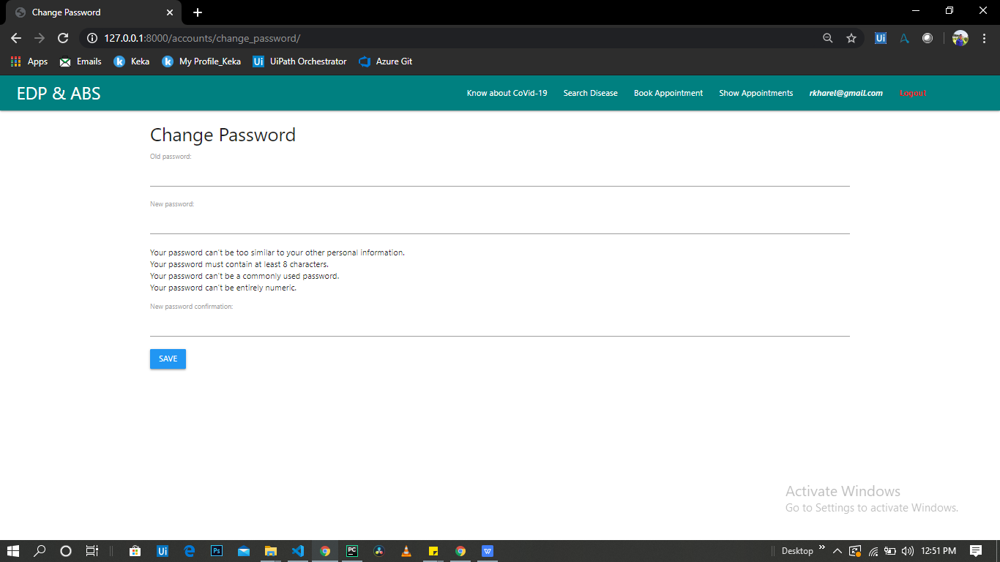 Change Password
127.0.0.1:8000/accounts/change_password/
Ui
Apps Emails Keka My Profile_Keka UiPath Orchestrator Azure Git
EDP & ABS Know about CoVid-19 Search Disease Book Appointment Show Appointments rkharel@gmail.com Logout
Change Password
Old password:
New password:
Your password can't be too similar to your other personal information.
Your password must contain at least 8 characters.
Your password can't be a commonly used password.
Your password can't be entirely numeric.
New password confirmation:
SAVE
Activate Windows
Go to Settings to activate Windows.
Ui Ps PC W Desktop 12:51 PM